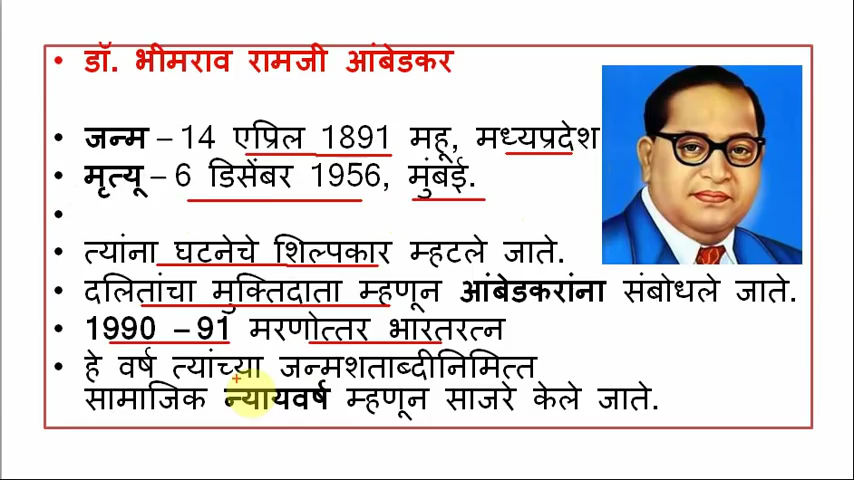 • डॉ. भीमराव रामजी आंबेडकर
• जन्म – 14 एप्रिल 1891 महू, मध्यप्रदेश
• मृत्यू – 6 डिसेंबर 1956, मुंबई.
•
• त्यांना घटनेचे शिल्पकार म्हटले जाते.
• दलितांचा मुक्तिदाता म्हणून आंबेडकरांना संबोधले जाते.
• 1990 – 91 मरणोत्तर भारतरत्न
• हे वर्ष त्यांच्या जन्मशताब्दीनिमित्त
सामाजिक न्यायवर्ष म्हणून साजरे केले जाते.